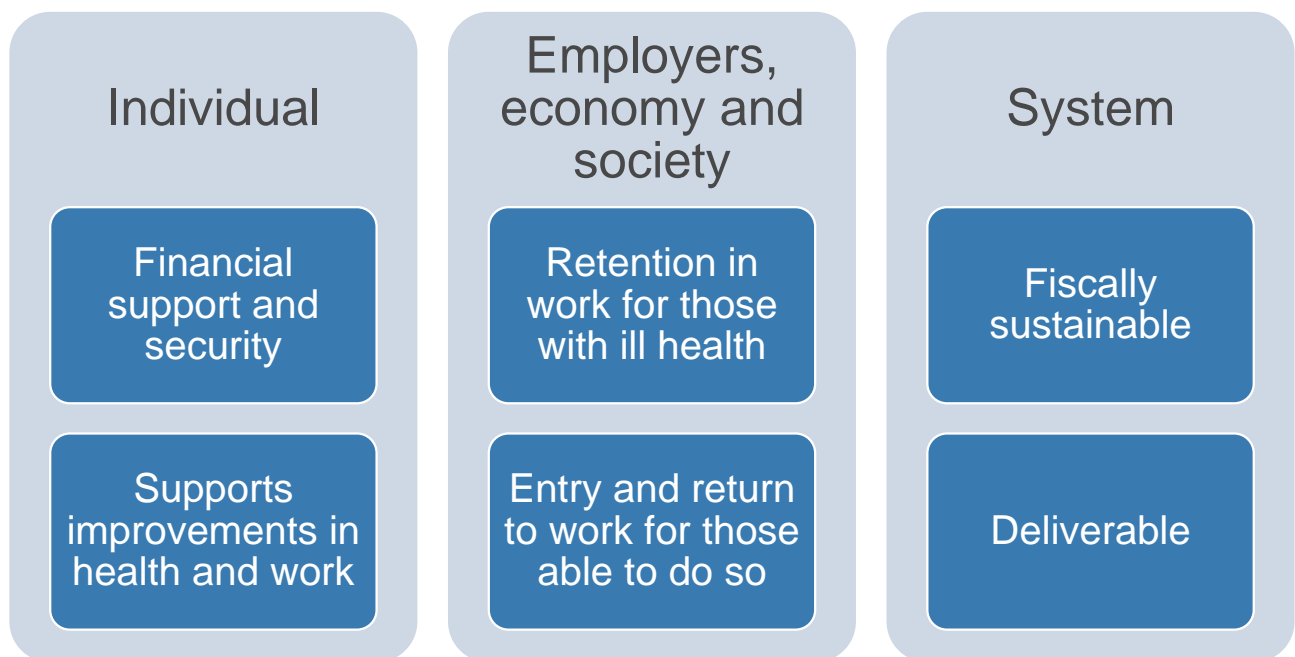 Individual
Financial
support and
security
Supports
improvements in
health and work
Employers,
economy and
society
Retention in
work for those
with ill health
Entry and return
to work for those
able to do so
System
Fiscally
sustainable
Deliverable